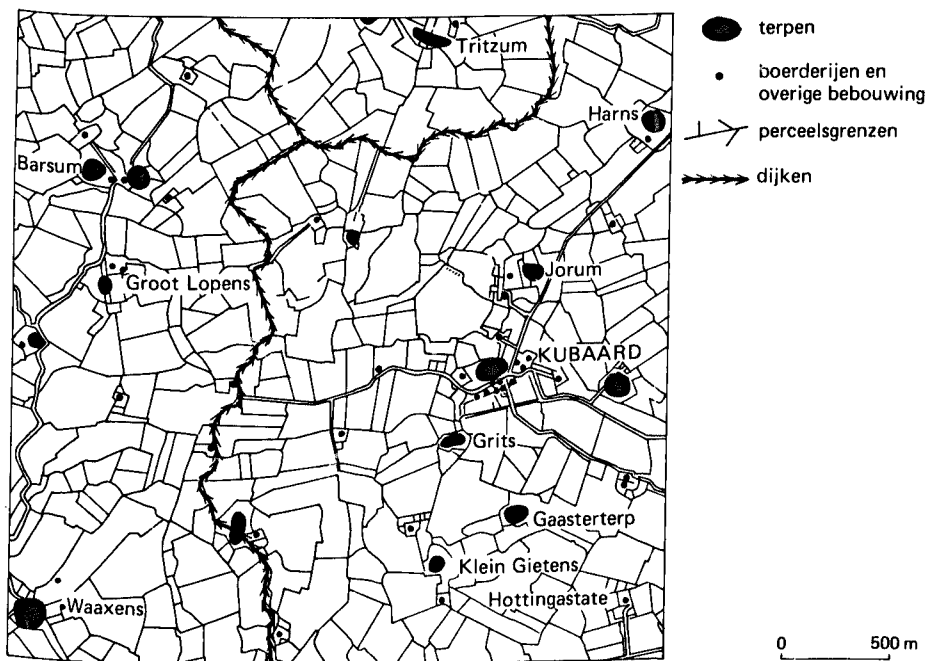 Tritzum
Harns
Barsum
Groot Lopens
Jorum
KUBAARD
Grits
Gaasterterp
Klein Gietens
Hottingastate
Waaxens
terpen
boerderijen en
overige bebouwing
perceelsgrenzen
dijken
0 500 m